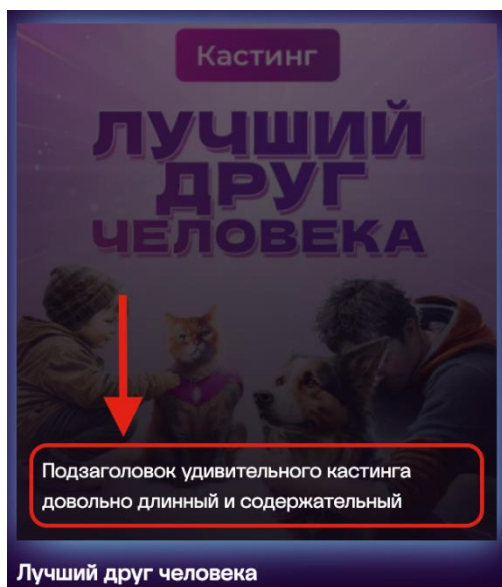 Кастинг
ЛУЧШИЙ
ДРУГ
ЧЕЛОВЕКА
Подзаголовок удивительного кастинга
довольно длинный и содержательный
Лучший друг человека